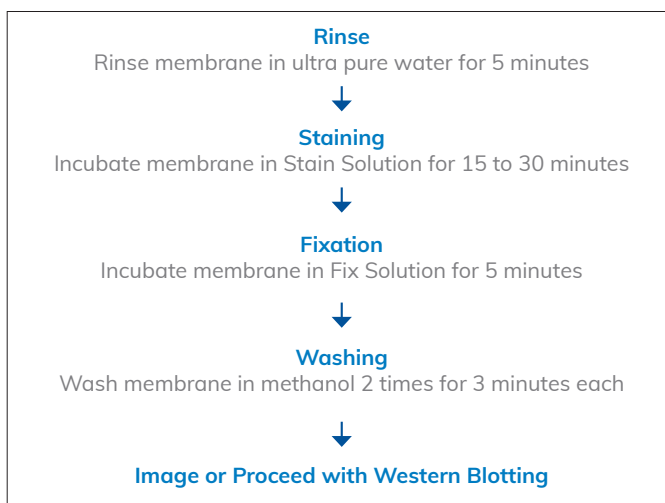 Rinse
Rinse membrane in ultra pure water for 5 minutes
Staining
Incubate membrane in Stain Solution for 15 to 30 minutes
Fixation
Incubate membrane in Fix Solution for 5 minutes
Washing
Wash membrane in methanol 2 times for 3 minutes each
Image or Proceed with Western Blotting